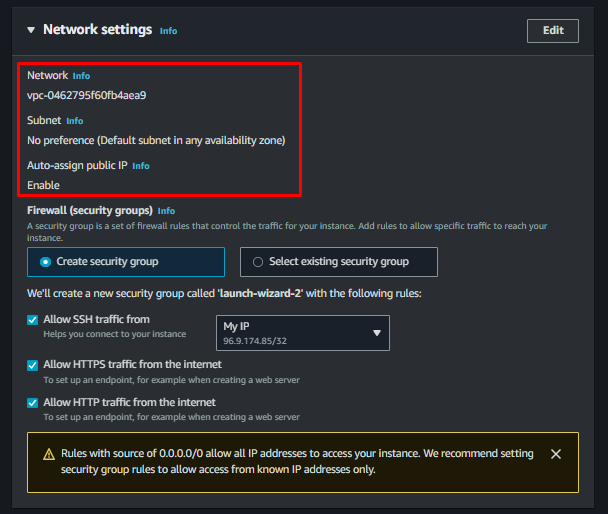 Network settings Info
Edit
Network Info
vpc-0462795f60fb4aea9
Subnet Info
No preference (Default subnet in any availability zone)
Auto-assign public IP Info
Enable
Firewall (security groups) Info
A security group is a set of firewall rules that control the traffic for your instance. Add rules to allow specific traffic to reach your
instance.
Create security group
Select existing security group
We'll create a new security group called 'launch-wizard-2' with the following rules:
Allow SSH traffic from
Helps you connect to your instance
My IP
96.9.174.85/32
Allow HTTPS traffic from the internet
To set up an endpoint, for example when creating a web server
Allow HTTP traffic from the internet
To set up an endpoint, for example when creating a web server
Rules with source of 0.0.0.0/0 allow all IP addresses to access your instance. We recommend setting
security group rules to allow access from known IP addresses only.